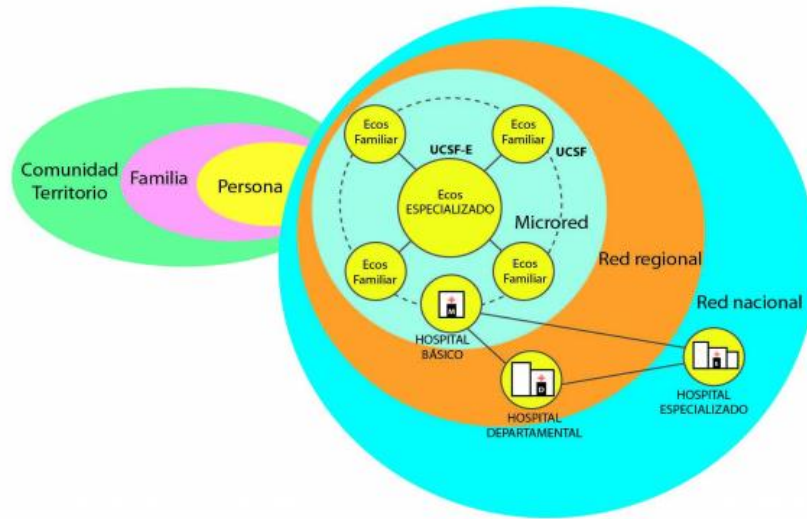 Comunidad
Territorio
Familia
Persona
Ecos
Familiar
UCSF-E
Ecos
Familiar
UCSF
Ecos
ESPECIALIZADO
Microred
Ecos
Familiar
Ecos
Familiar
Red regional
Red nacional
M
HOSPITAL
BÁSICO
D
HOSPITAL
DEPARTAMENTAL
E
HOSPITAL
ESPECIALIZADO